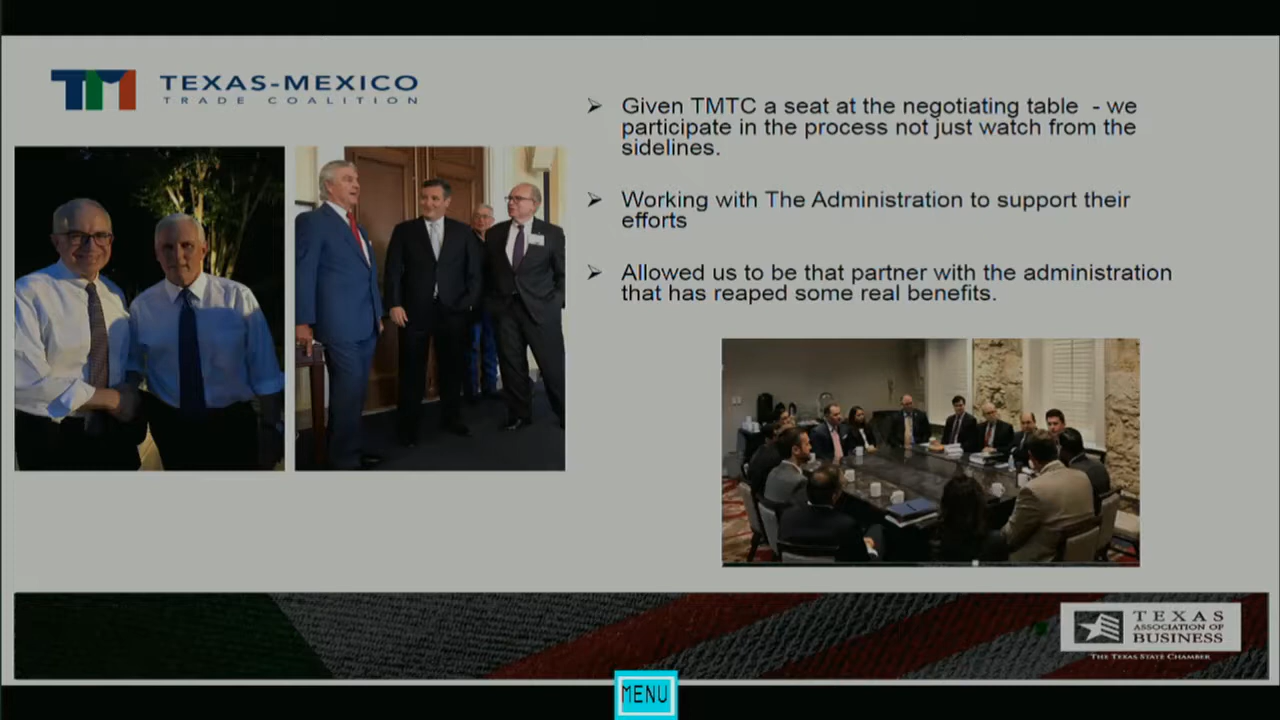 TEXAS-MEXICO
TRADE COALITION
➢ Given TMTC a seat at the negotiating table - we
participate in the process not just watch from the
sidelines.
➢ Working with The Administration to support their
efforts
➢ Allowed us to be that partner with the administration
that has reaped some real benefits.
TEXAS
ASSOCIATION OF
BUSINESS
THE TEXAS STATE CHAMBER
MENU